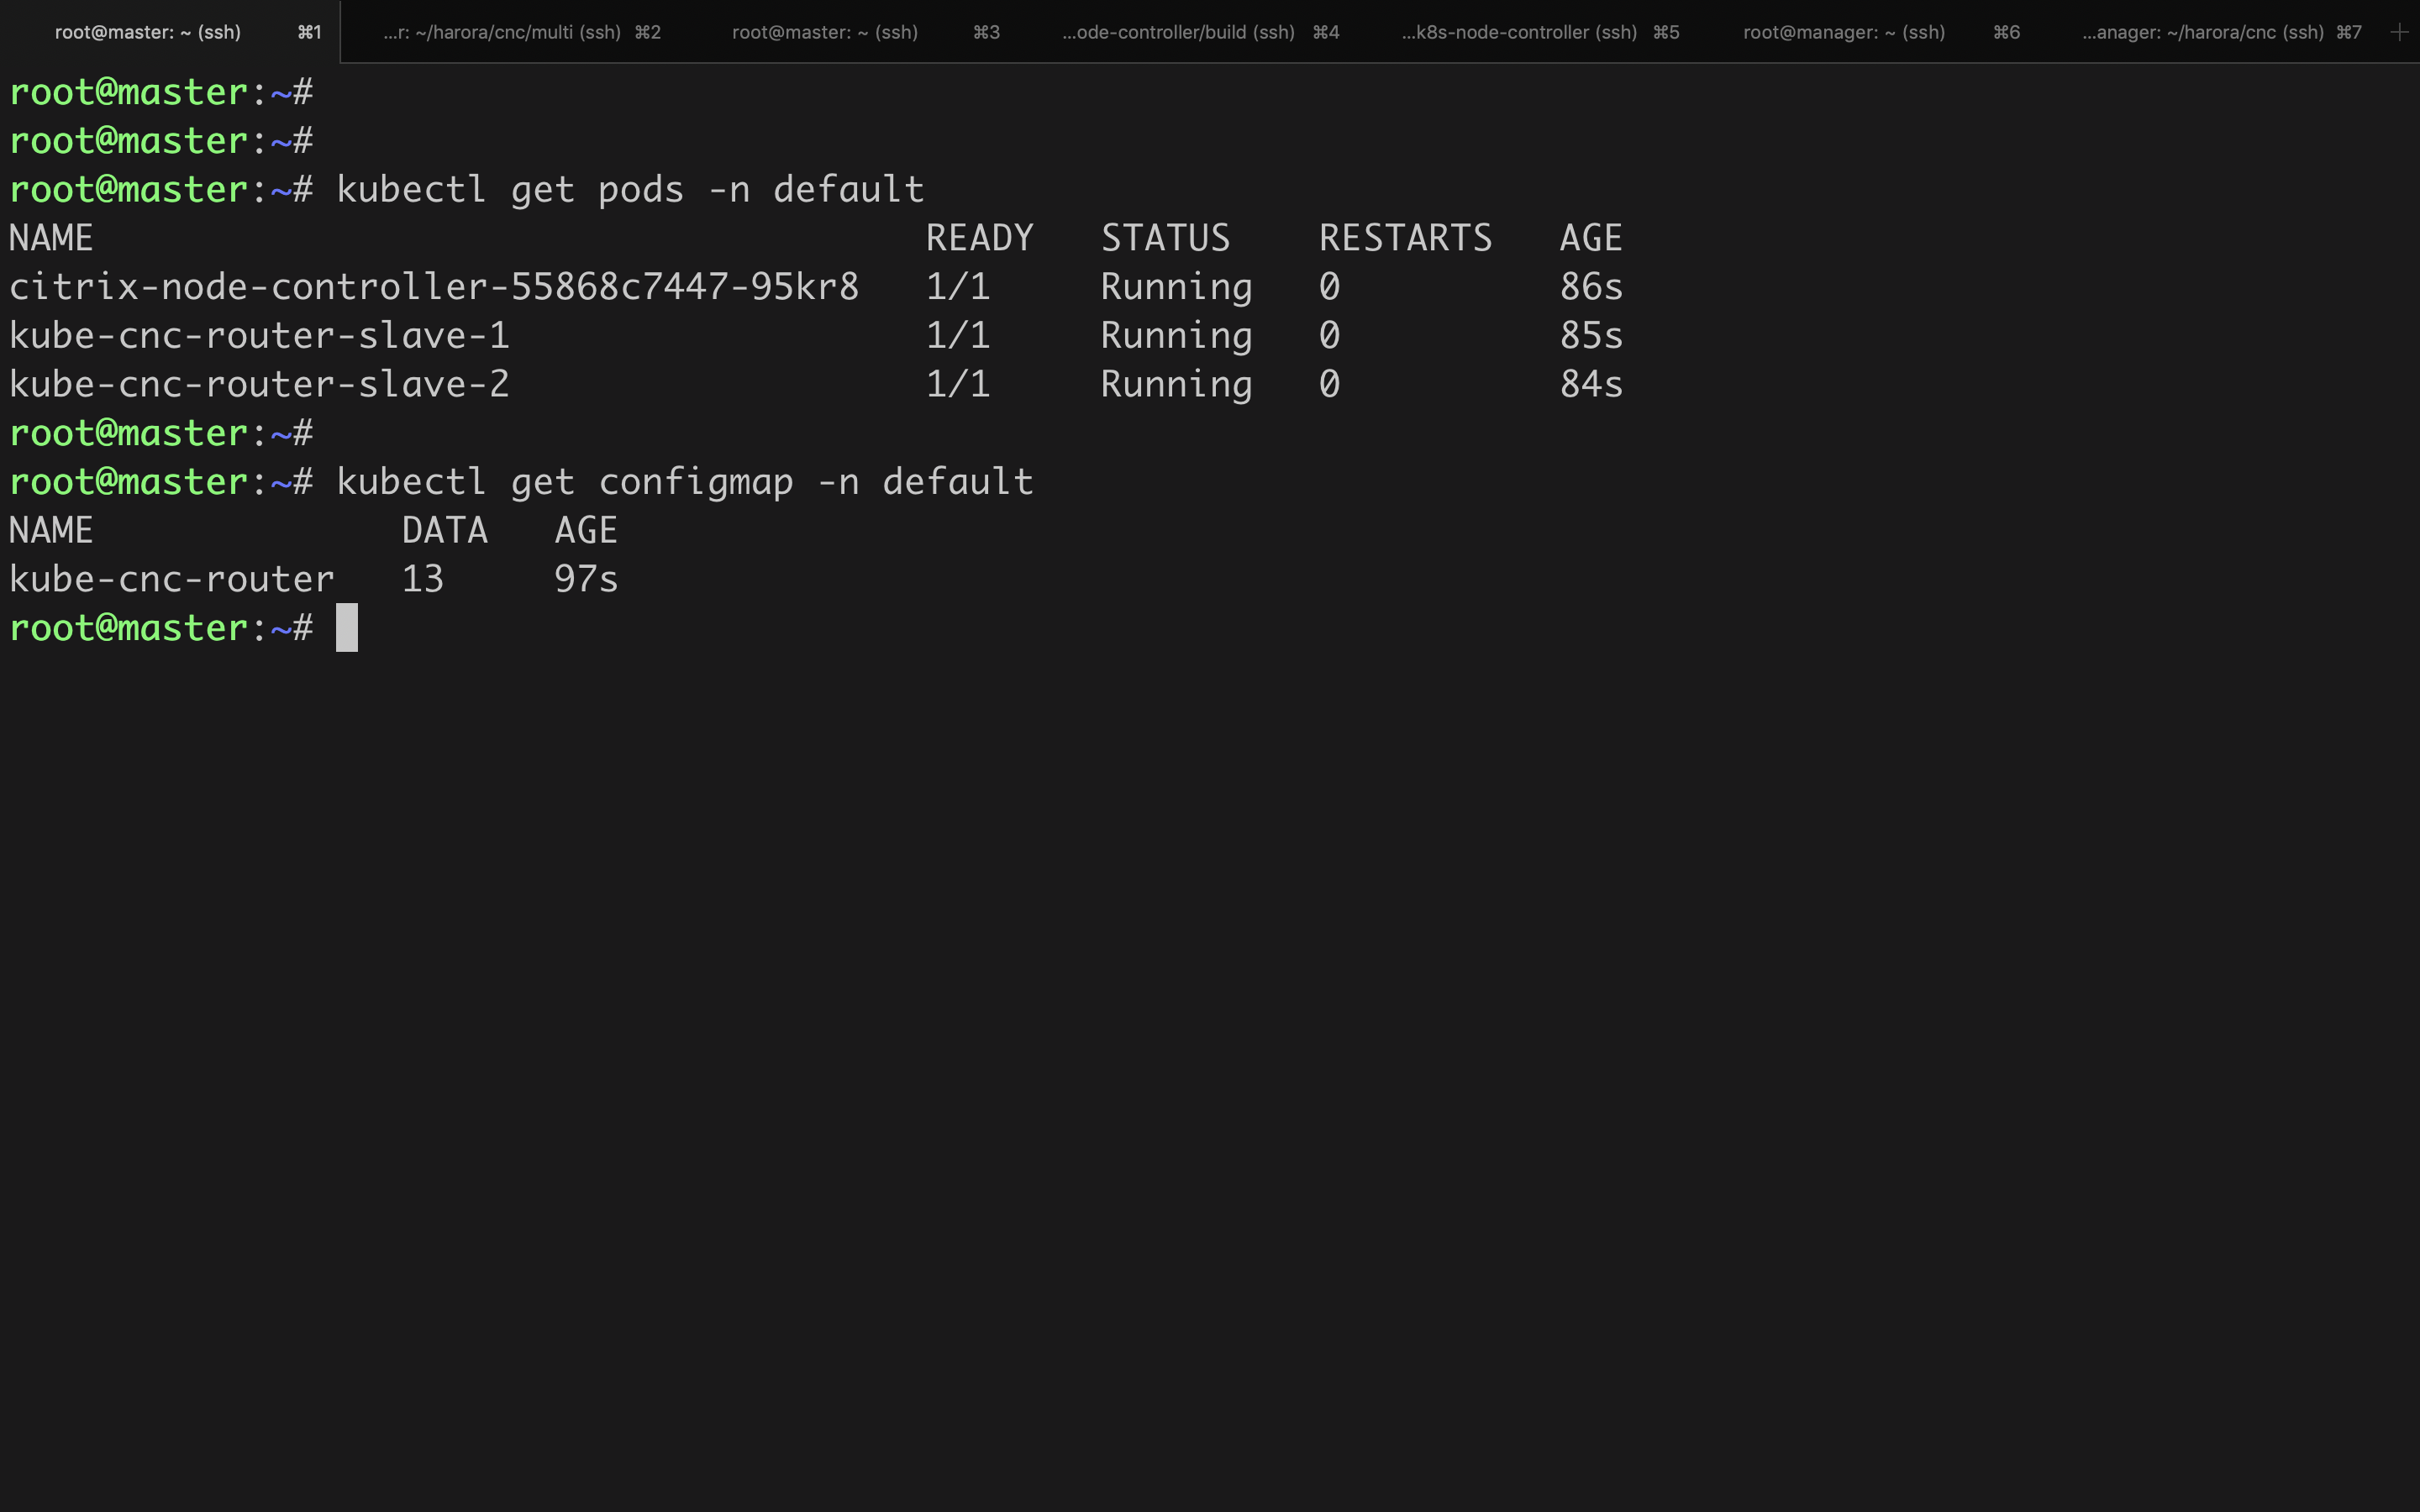 root@master: ~ (ssh) ⌘1 ...r: ~/harora/cnc/multi (ssh) ⌘2 root@master: ~ (ssh) ⌘3 ...ode-controller/build (ssh) ⌘4 ...k8s-node-controller (ssh) ⌘5 root@manager: ~ (ssh) ⌘6 ...anager: ~/harora/cnc (ssh) ⌘7 +
root@master:~#
root@master:~#
root@master:~# kubectl get pods -n default
NAME                                      READY   STATUS    RESTARTS   AGE
citrix-node-controller-55868c7447-95kr8   1/1     Running   0          86s
kube-cnc-router-slave-1                   1/1     Running   0          85s
kube-cnc-router-slave-2                   1/1     Running   0          84s
root@master:~#
root@master:~# kubectl get configmap -n default
NAME              DATA   AGE
kube-cnc-router   13     97s
root@master:~#